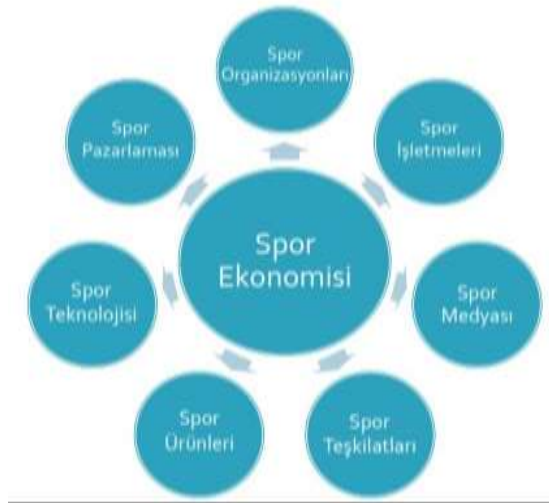 Spor
Organizasyonları
Spor
İşletmeleri
Spor
Medyası
Spor
Teşkilatları
Spor
Ürünleri
Spor
Teknolojisi
Spor
Pazarlaması
Spor
Ekonomisi